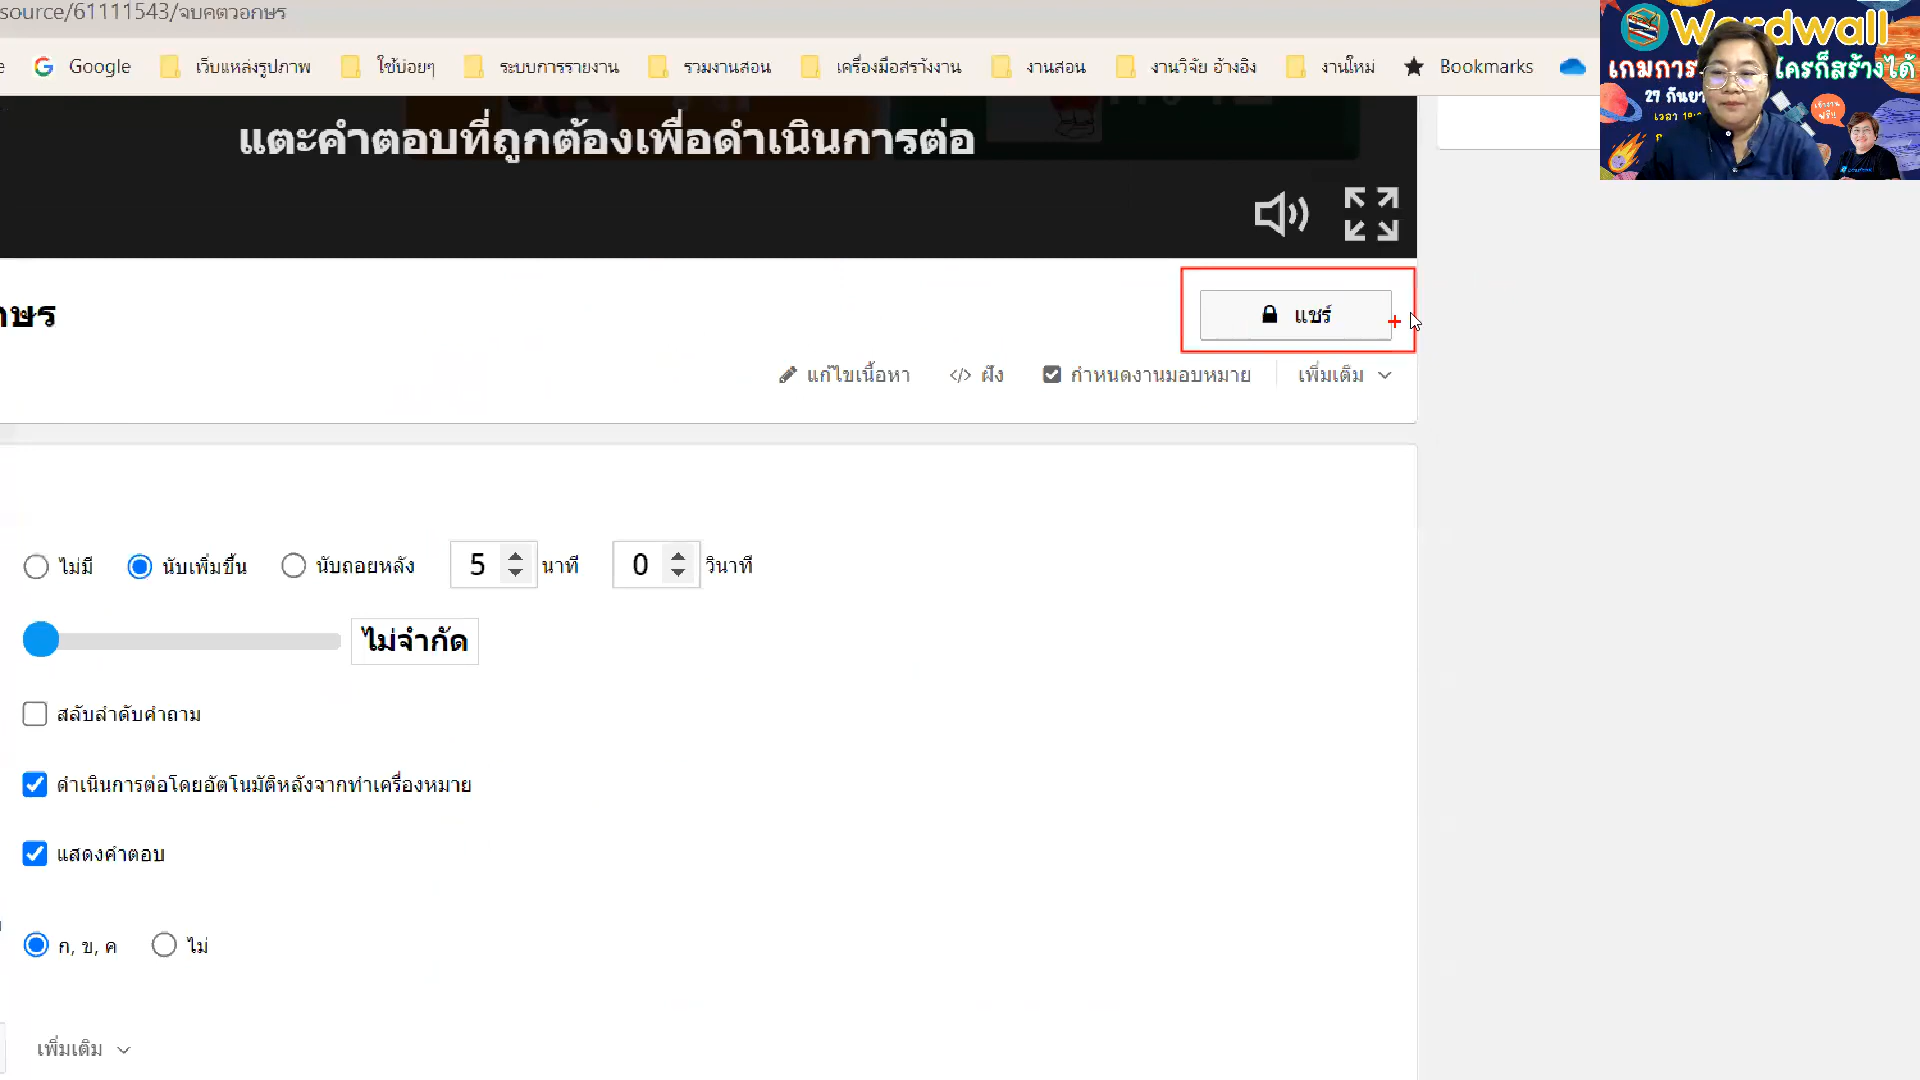 source/61111543/จบคตวอกษร
e Google เว็บแหล่งรูปภาพ ใช้บ่อยๆ ระบบการรายงาน รวมงานสอน เครื่องมือสร้างงาน งานสอน งานวิจัย อ้างอิง งานใหม่ Bookmarks
Wordwall
เกมการ โครก็สร้างได้
27 กันยา
แตะคำตอบที่ถูกต้องเพื่อดำเนินการต่อ
กษร
แชร์
แก้ไขเนื้อหา </> ฝัง กำหนดงานมอบหมาย เพิ่มเติม
ไม่มี นับเพิ่มขึ้น นับถอยหลัง 5 นาที 0 วินาที
ไม่จำกัด
สลับลำดับคำถาม
ดำเนินการต่อโดยอัตโนมัติหลังจากทำเครื่องหมาย
แสดงคำตอบ
ก, ข, ค ไม่
เพิ่มเติม